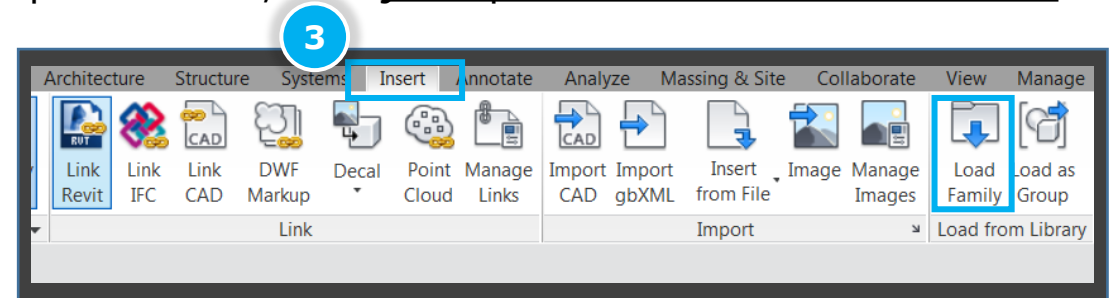 3
Architecture Structure Systems Insert Annotate Analyze Massing & Site Collaborate View Manage
RVT CAD CAD
Link Link Link DWF Decal Point Manage Import Import Insert Image Manage Load Load as
Revit IFC CAD Markup Cloud Links CAD gbXML from File Images Family Group
Link Import Load from Library